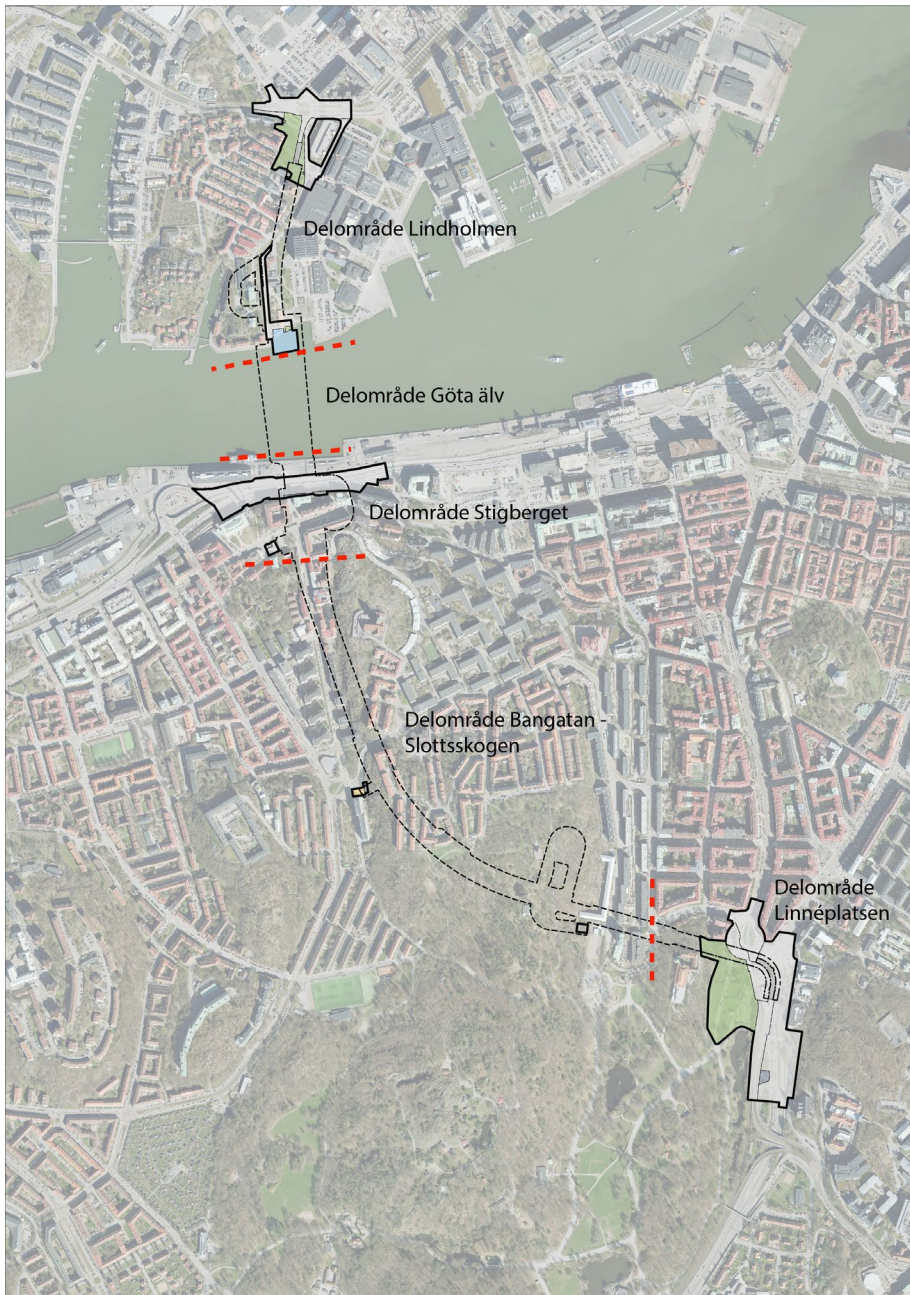 Delområde Lindholmen
Delområde Göta älv
Delområde Stigberget
Delområde Bangatan -
Slottsskogen
Delområde
Linnéplatsen